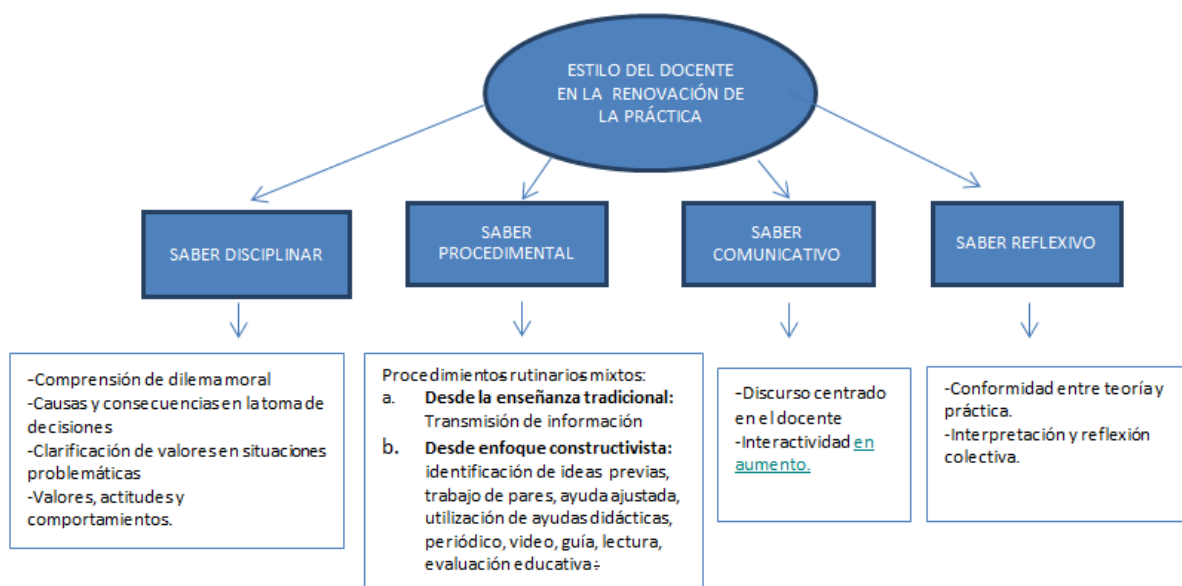 ESTILO DEL DOCENTE
EN LA RENOVACIÓN DE
LA PRÁCTICA
SABER DISCIPLINAR
SABER
PROCEDIMENTAL
SABER
COMUNICATIVO
SABER REFLEXIVO
-Comprensión de dilema moral
-Causas y consecuencias en la toma de
decisiones
-Clarificación de valores en situaciones
problemáticas
-Valores, actitudes y
comportamientos.
Procedimientos rutinarios mixtos:
a. Desde la enseñanza tradicional:
Transmisión de información
b. Desde enfoque constructivista:
identificación de ideas previas,
trabajo de pares, ayuda ajustada,
utilización de ayudas didácticas,
periódico, video, guía, lectura,
evaluación educativa:
-Discurso centrado
en el docente
-Interactividad en
aumento.
-Conformidad entre teoría y
práctica.
-Interpretación y reflexión
colectiva.